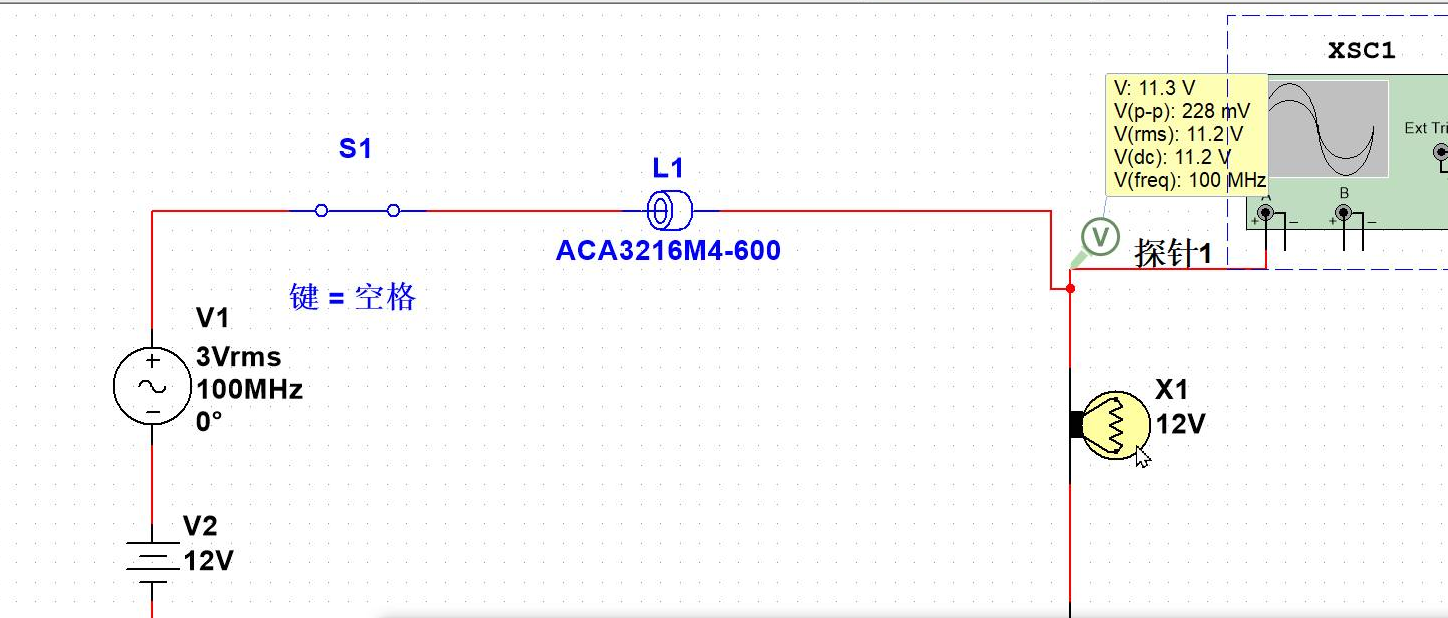 XSC1
V: 11.3 V
V(p-p): 228 mV
V(rms): 11.2 V
V(dc): 11.2 V
V(freq): 100 MHz
Ext Tri
A
B
+
–
+
–
S1
L1
ACA3216M4-600
V
探针1
键 = 空格
V1
3Vrms
100MHz
0°
X1
12V
V2
12V